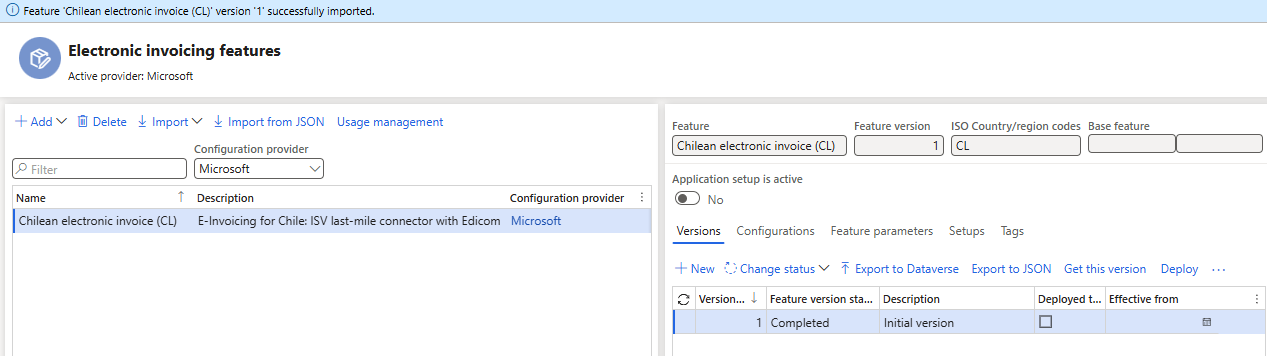 Feature 'Chilean electronic invoice (CL)' version '1' successfully imported.
Electronic invoicing features
Active provider: Microsoft
Add Delete Import Import from JSON Usage management
Configuration provider
Filter Microsoft
Name Description Configuration provider
Chilean electronic invoice (CL) E-Invoicing for Chile: ISV last-mile connector with Edicom Microsoft
Feature Feature version ISO Country/region codes Base feature
Chilean electronic invoice (CL) 1 CL
Application setup is active
No
Versions Configurations Feature parameters Setups Tags
New Change status Export to Dataverse Export to JSON Get this version Deploy ···
Version... Feature version sta... Description Deployed t... Effective from
1 Completed Initial version